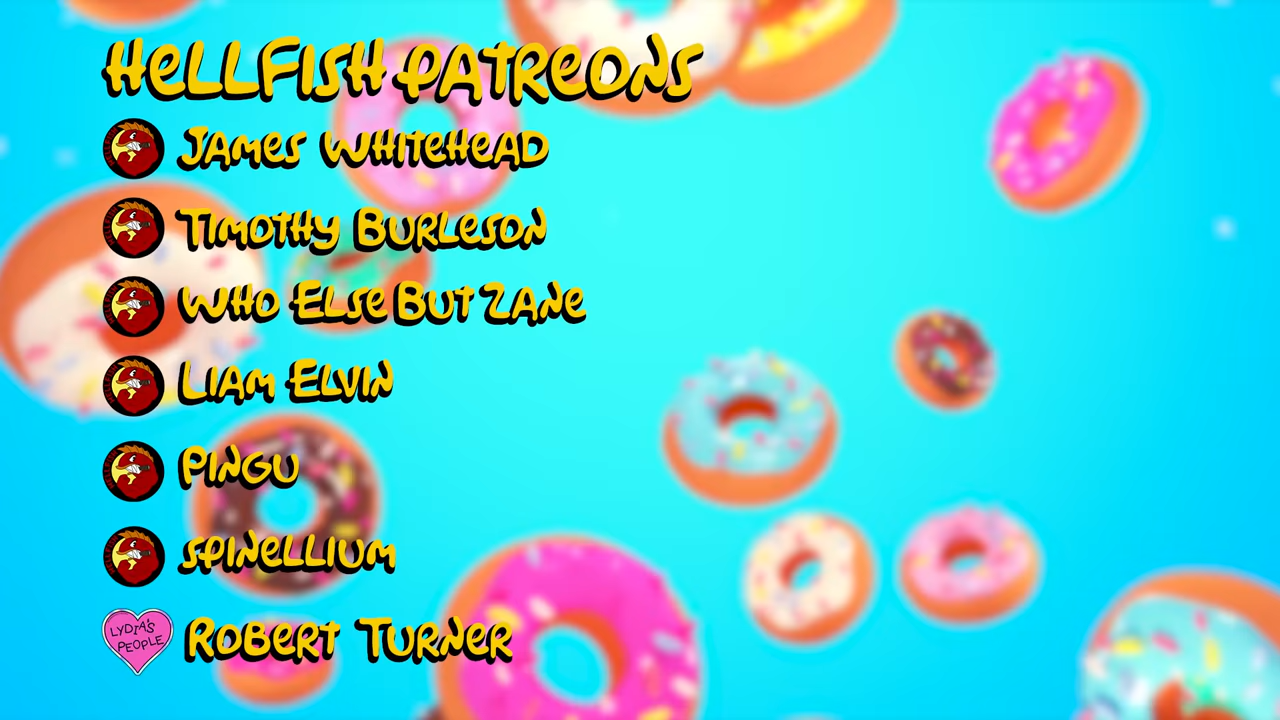 Hellfish Patreons
James Whitehead
Timothy Burleson
Who Else But Zane
Liam Elvin
Pingu
Spinellium
LYDIA'S
PEOPLE
Robert Turner